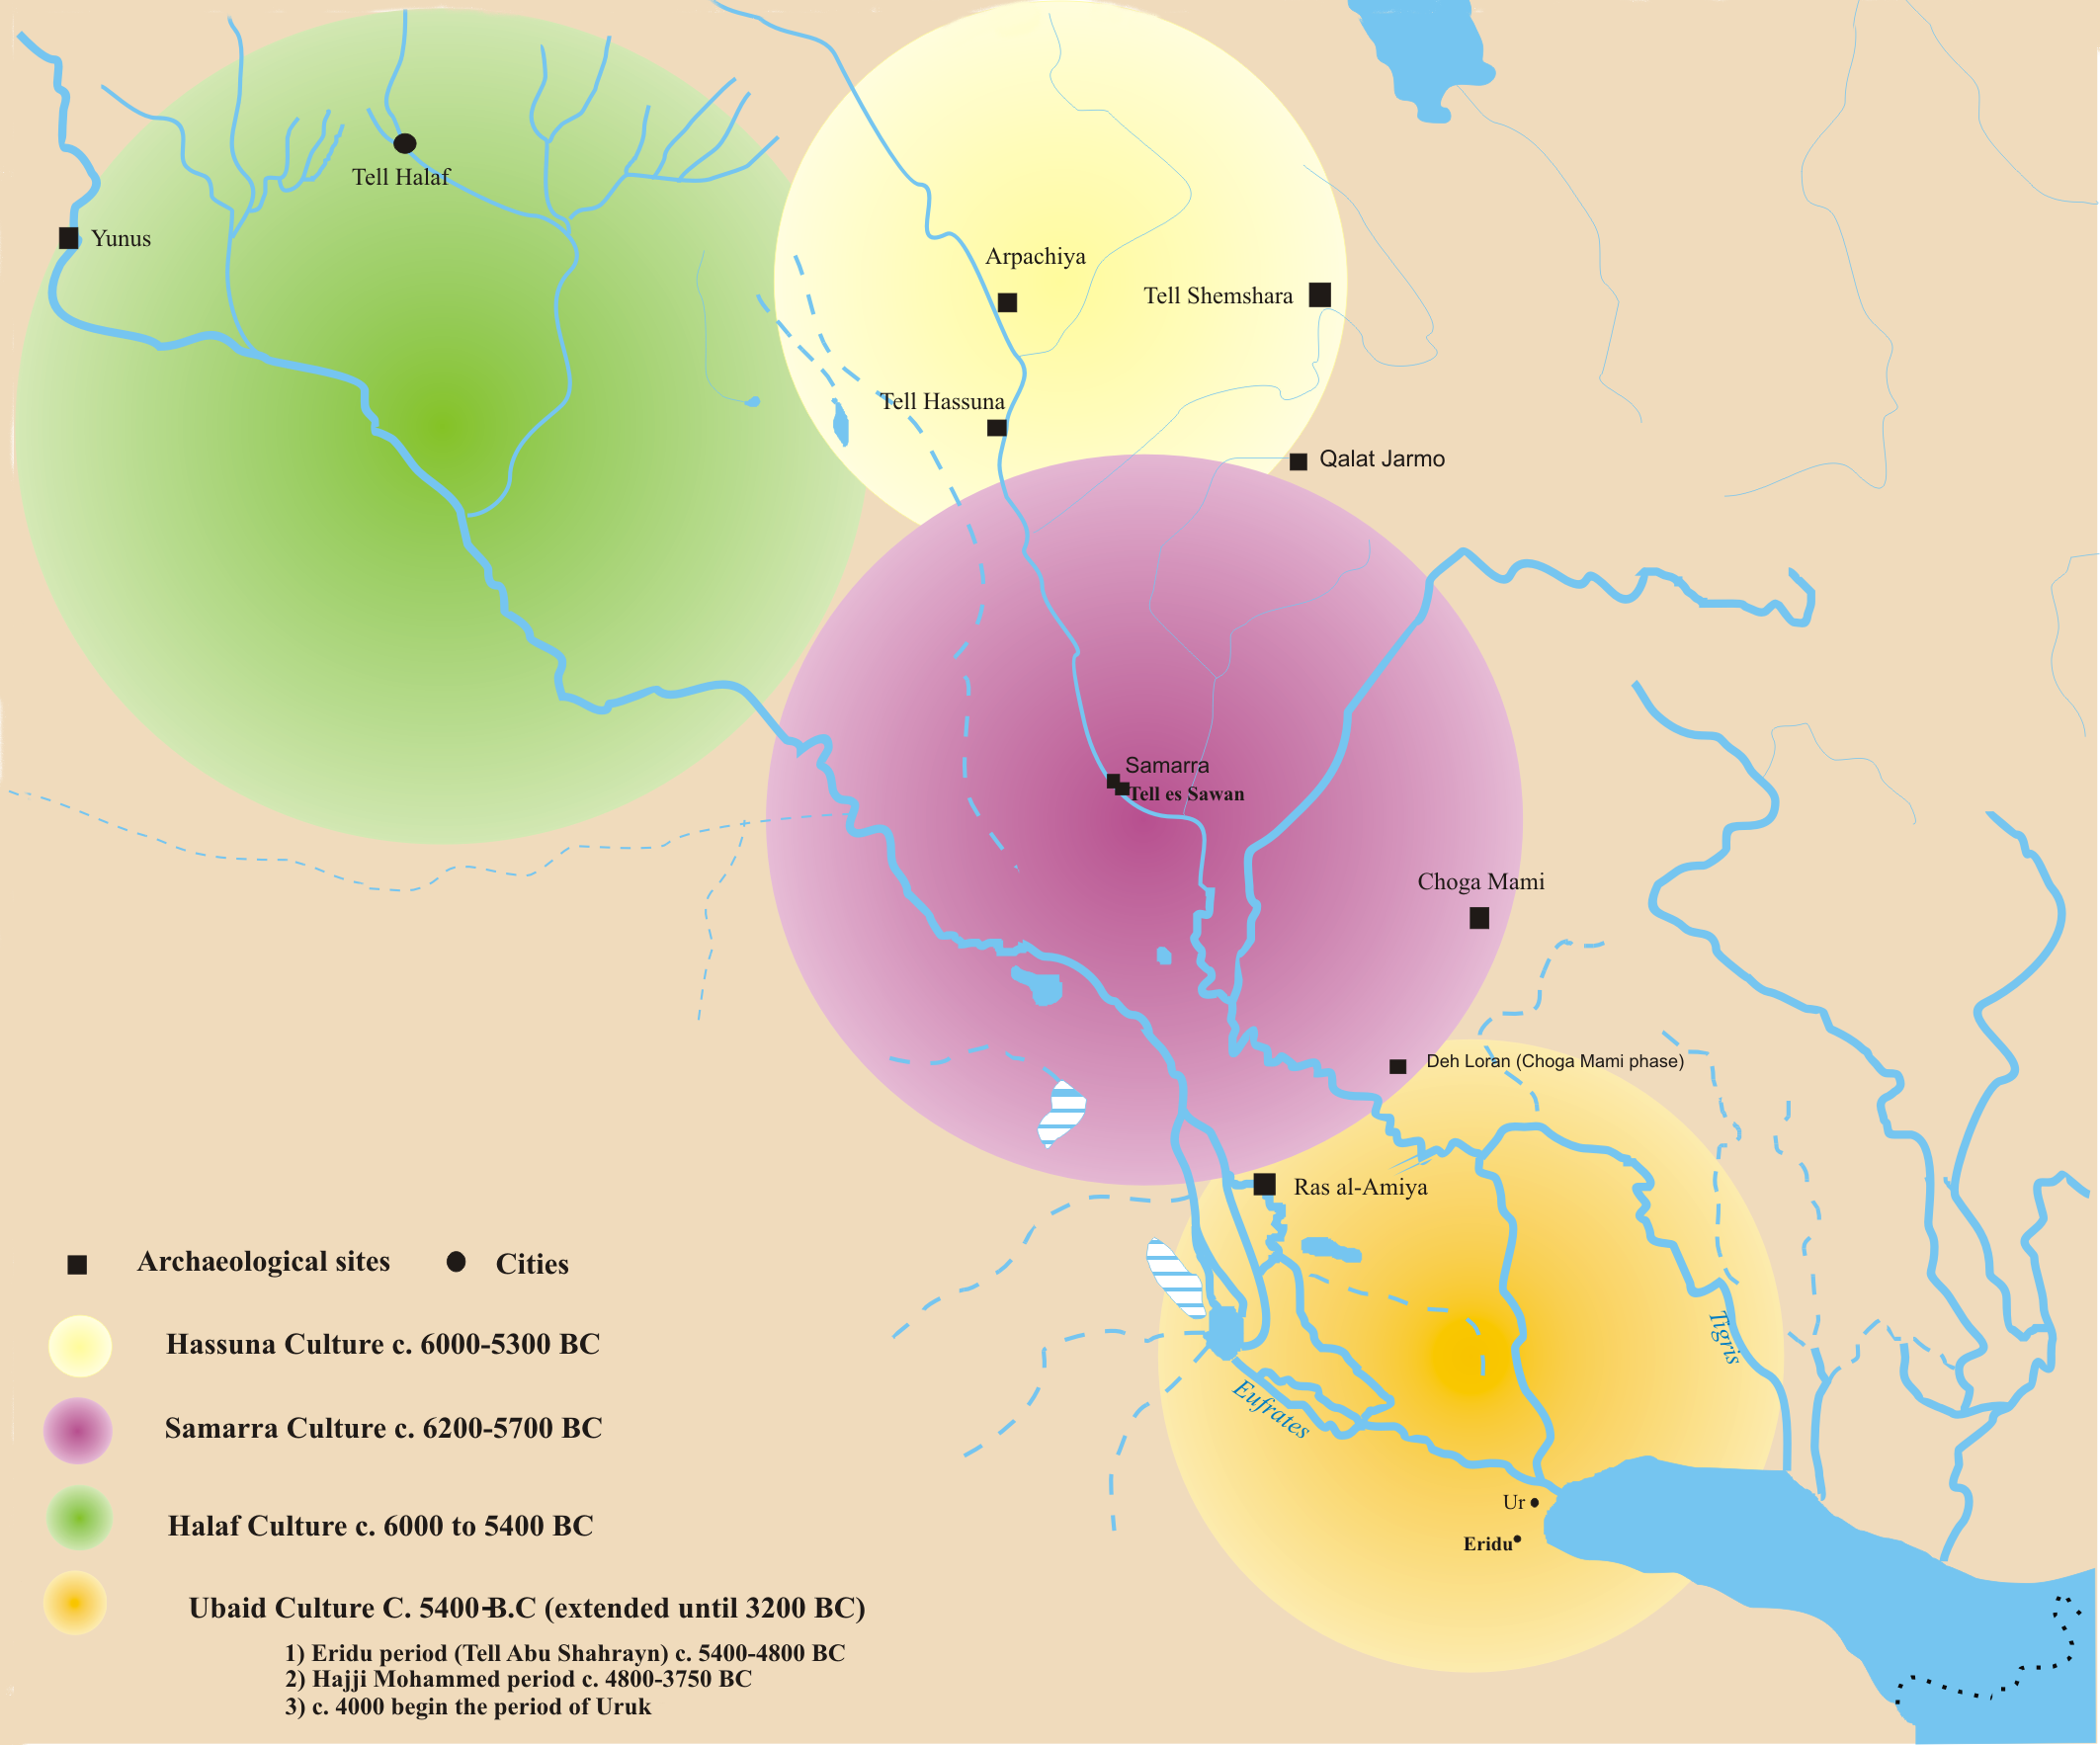 Tell Halaf
Yunus
Arpachiya
Tell Shemshara
Tell Hassuna
Qalat Jarmo
Samarra
Tell es Sawan
Choga Mami
Deh Loran (Choga Mami phase)
Ras al-Amiya
Tigris
Eufrates
Ur
Eridu
Archaeological sites
Cities
Hassuna Culture c. 6000-5300 BC
Samarra Culture c. 6200-5700 BC
Halaf Culture c. 6000 to 5400 BC
Ubaid Culture C. 5400-B.C (extended until 3200 BC)
1) Eridu period (Tell Abu Shahrayn) c. 5400-4800 BC
2) Hajji Mohammed period c. 4800-3750 BC
3) c. 4000 begin the period of Uruk